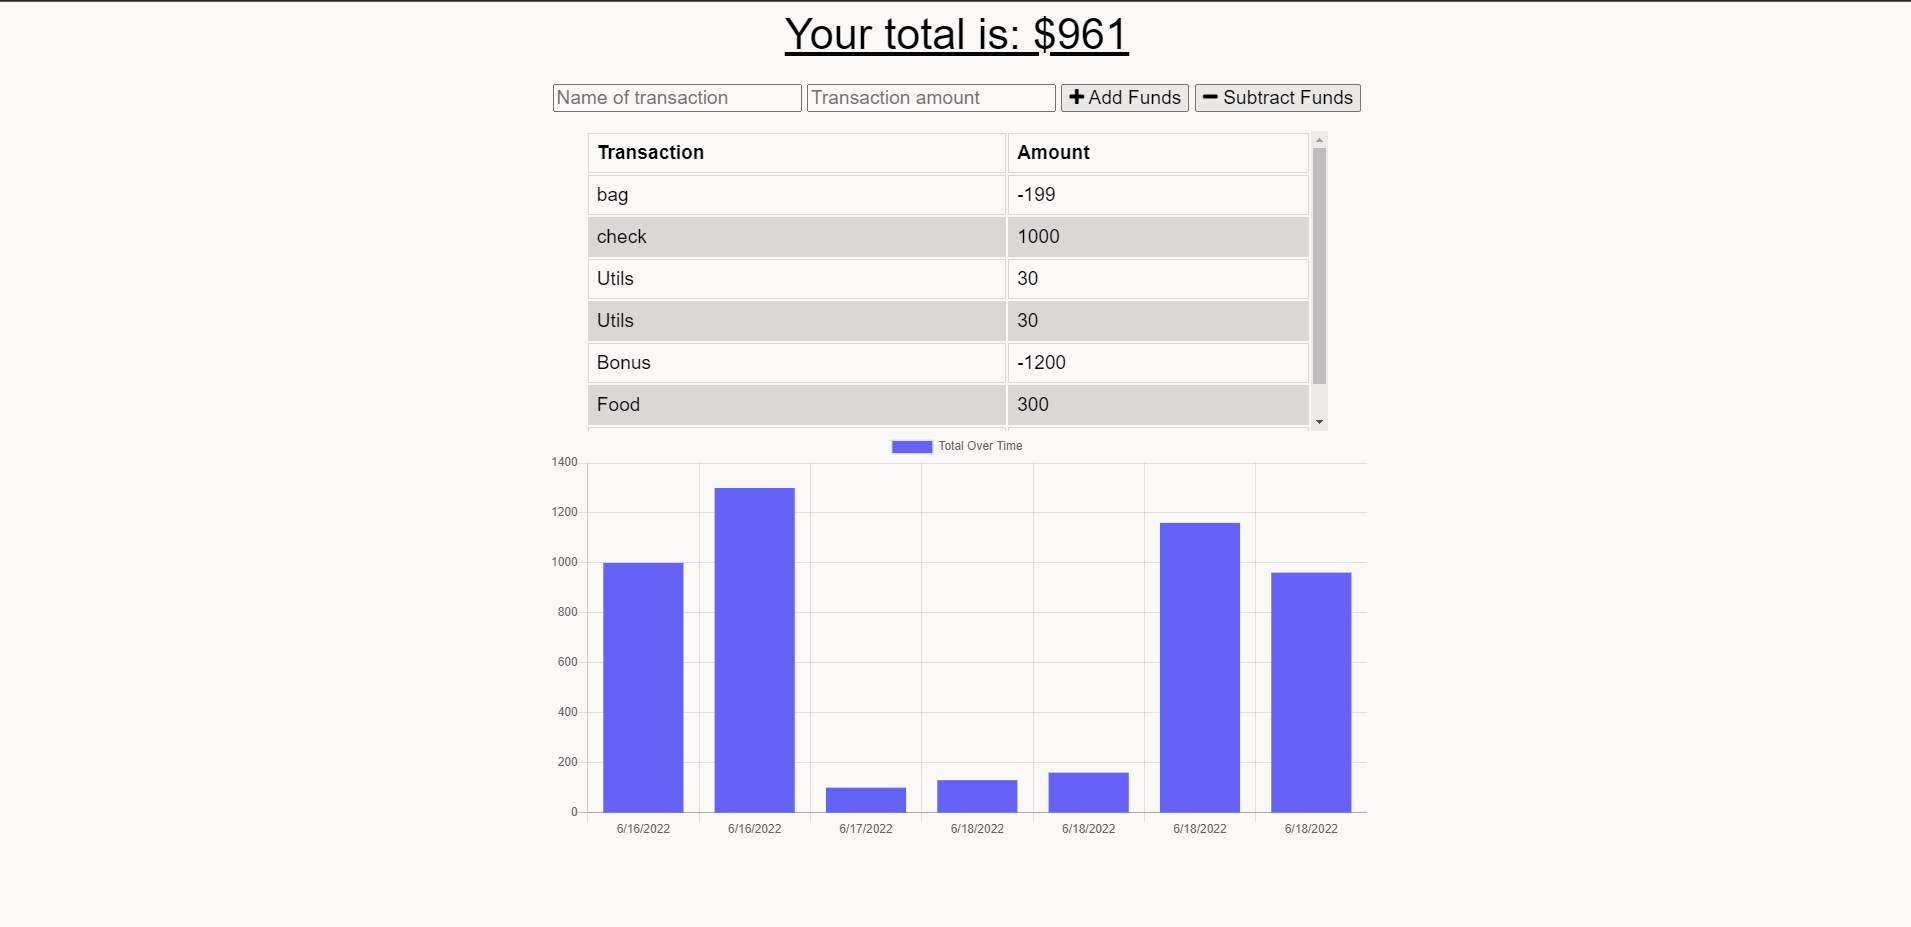 Your total is: $961
Name of transaction Transaction amount Add Funds Subtract Funds
Transaction Amount
bag -199
check 1000
Utils 30
Utils 30
Bonus -1200
Food 300
Total Over Time
1400
1200
1000
800
600
400
200
0
6/16/2022 6/16/2022 6/17/2022 6/18/2022 6/18/2022 6/18/2022 6/18/2022